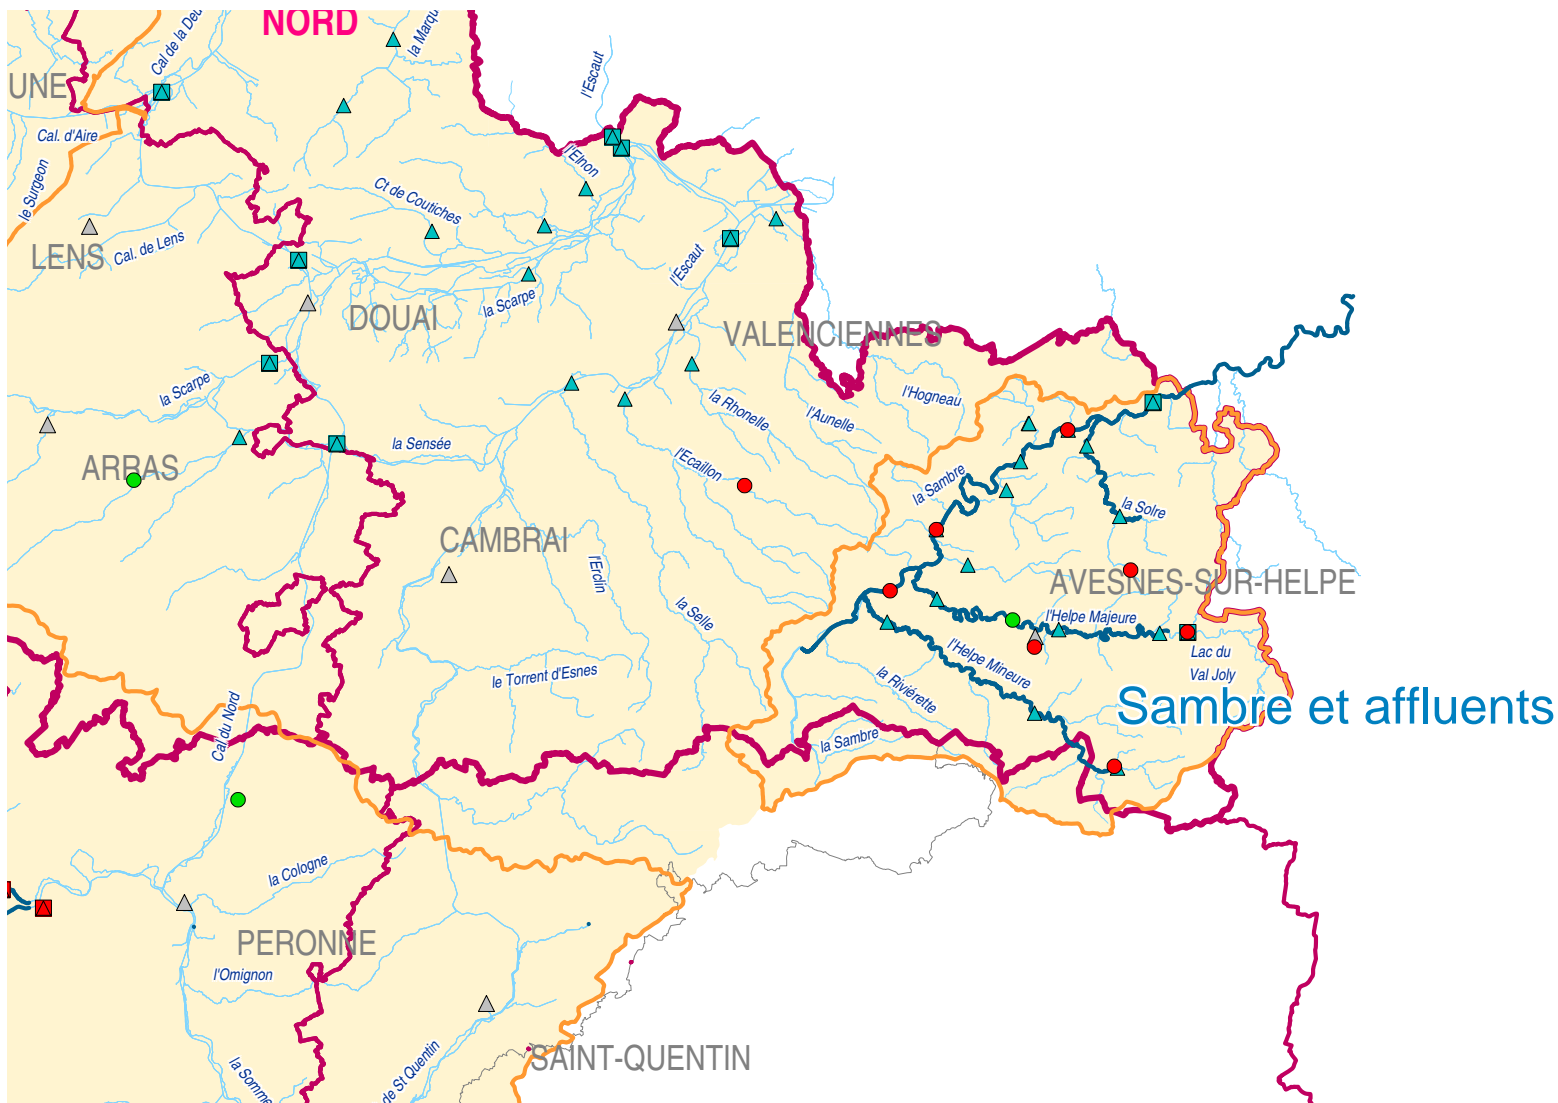 NORD
Cal de la Deu
la Marqu
UNE
l'Escaut
Cal. d'Aire
l'Elnon
le Surgeon
Ct de Coutiches
LENS
Cal. de Lens
l'Escaut
la Scarpe
DOUAI
VALENCIENNES
la Scarpe
la Rhonelle
l'Aunelle
l'Hogneau
la Sensée
ARRAS
l'Ecaillon
la Sambre
la Solre
CAMBRAI
l'Erclin
AVESNES-SUR-HELPE
la Selle
l'Helpe Majeure
Lac du
Val Joly
l'Helpe Mineure
le Torrent d'Esnes
la Riviérette
Sambre et affluents
Cal du Nord
la Sambre
la Cologne
PERONNE
l'Omignon
SAINT-QUENTIN
la Somme
de St Quentin